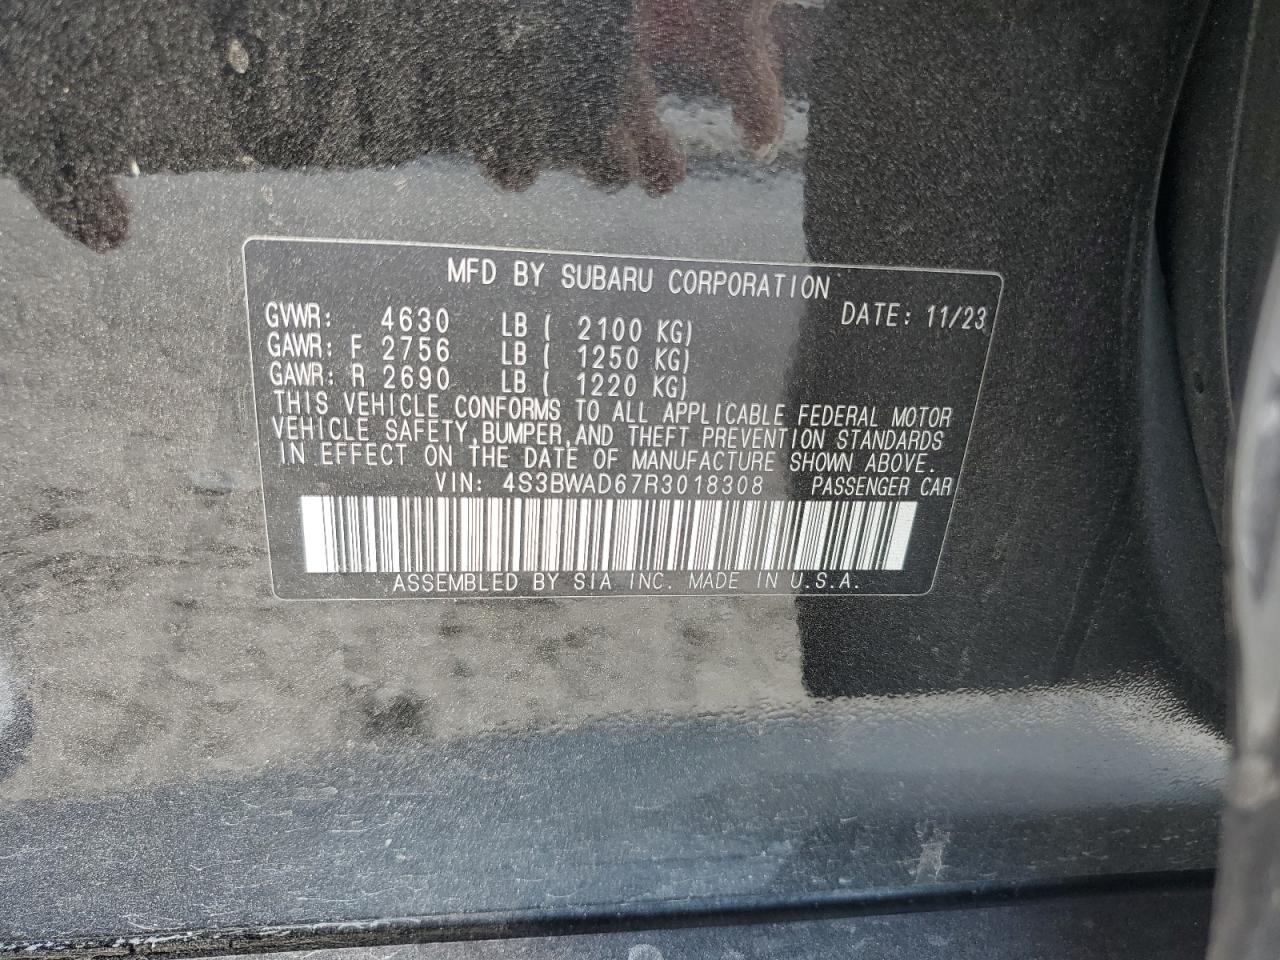 MFD BY SUBARU CORPORATION
GVWR: 4630 LB ( 2100 KG) DATE: 11/23
GAWR: F 2756 LB ( 1250 KG)
GAWR: R 2690 LB ( 1220 KG)
THIS VEHICLE CONFORMS TO ALL APPLICABLE FEDERAL MOTOR
VEHICLE SAFETY,BUMPER,AND THEFT PREVENTION STANDARDS
IN EFFECT ON THE DATE OF MANUFACTURE SHOWN ABOVE.
VIN: 4S3BWAD67R3018308 PASSENGER CAR
ASSEMBLED BY SIA INC. MADE IN U.S.A.